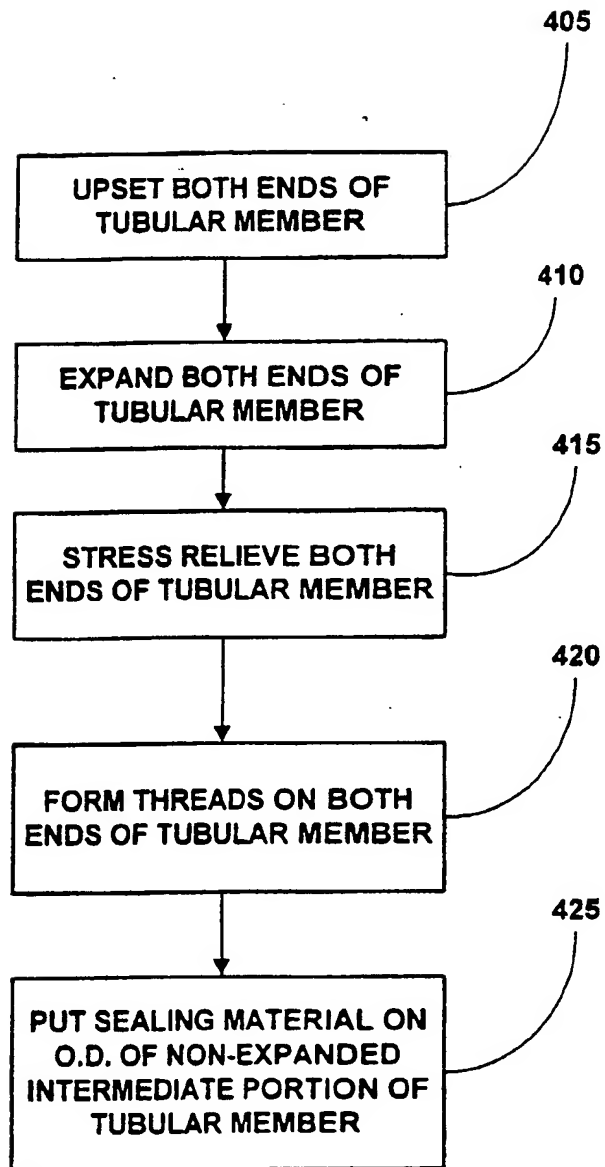 405
UPSET BOTH ENDS OF
TUBULAR MEMBER
410
EXPAND BOTH ENDS OF
TUBULAR MEMBER
415
STRESS RELIEVE BOTH
ENDS OF TUBULAR MEMBER
420
FORM THREADS ON BOTH
ENDS OF TUBULAR MEMBER
425
PUT SEALING MATERIAL ON
O.D. OF NON-EXPANDED
INTERMEDIATE PORTION OF
TUBULAR MEMBER